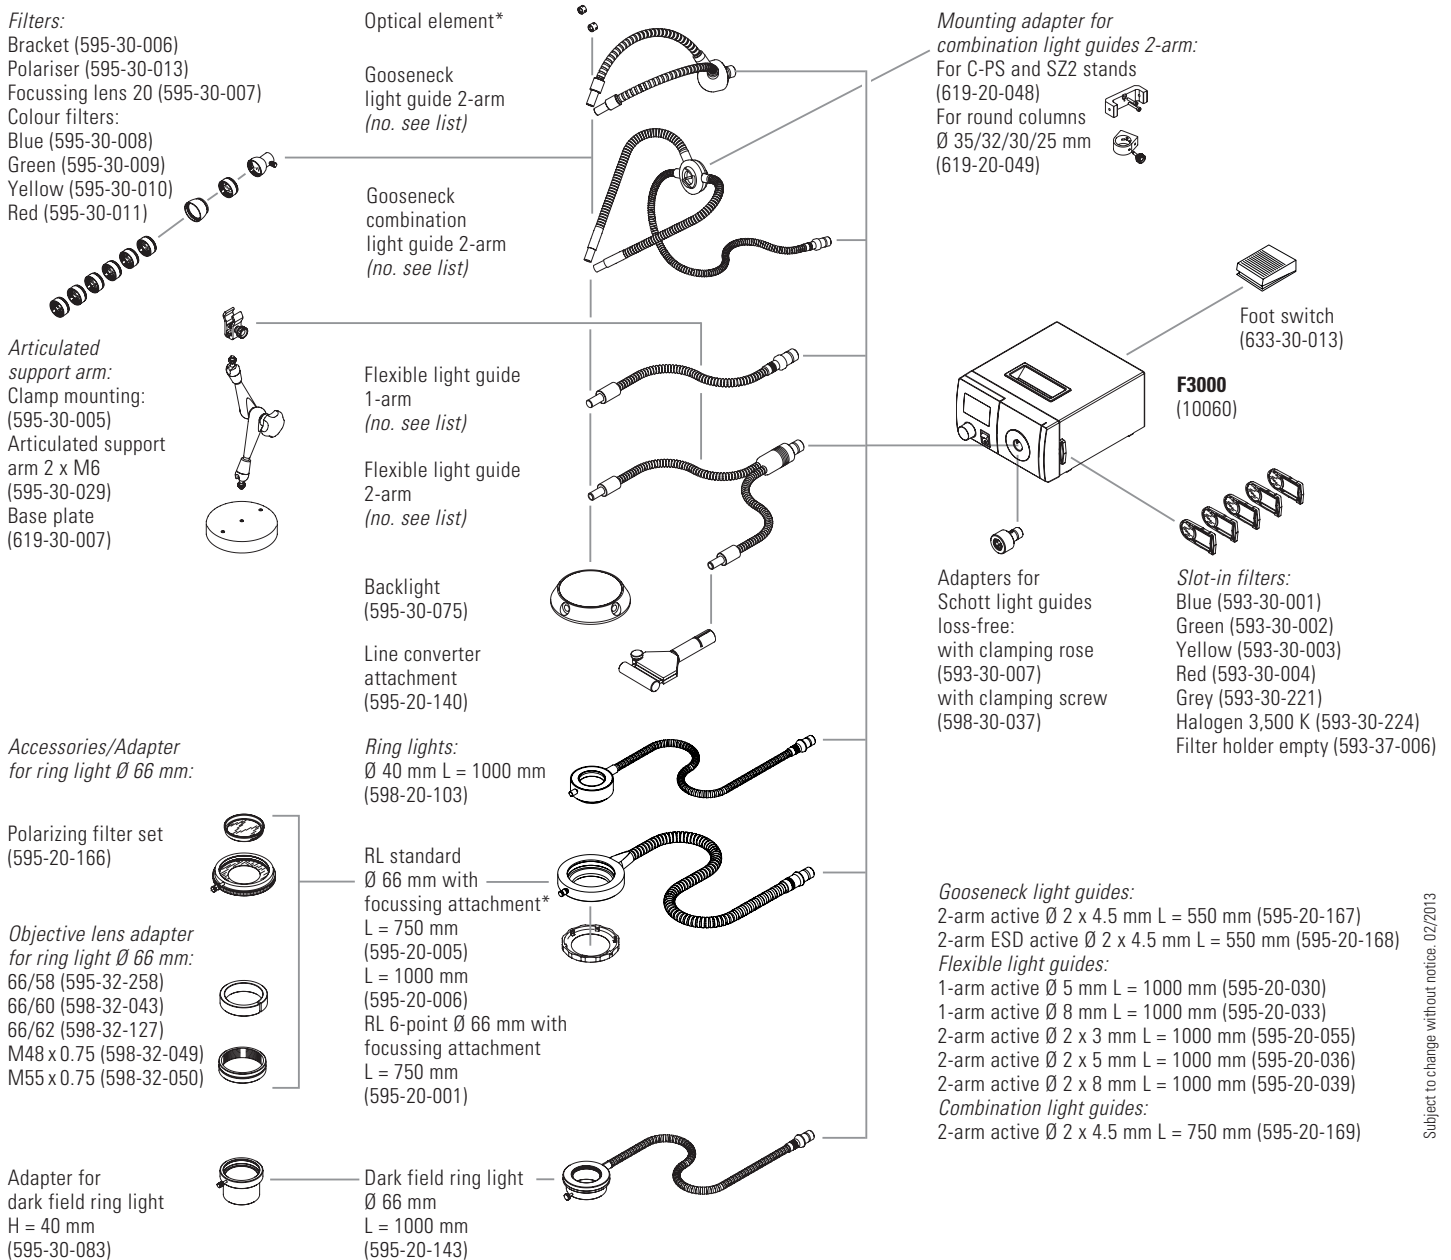 Filters:
Bracket (595-30-006)
Polariser (595-30-013)
Focussing lens 20 (595-30-007)
Colour filters:
Blue (595-30-008)
Green (595-30-009)
Yellow (595-30-010)
Red (595-30-011)
Articulated
support arm:
Clamp mounting:
(595-30-005)
Articulated support
arm 2 x M6
(595-30-029)
Base plate
(619-30-007)
Accessories/Adapter
for ring light Ø 66 mm:
Polarizing filter set
(595-20-166)
Objective lens adapter
for ring light Ø 66 mm:
66/58 (595-32-258)
66/60 (598-32-043)
66/62 (598-32-127)
M48 x 0.75 (598-32-049)
M55 x 0.75 (598-32-050)
Adapter for
dark field ring light
H = 40 mm
(595-30-083)
Optical element*
Gooseneck
light guide 2-arm
(no. see list)
Gooseneck
combination
light guide 2-arm
(no. see list)
Flexible light guide
1-arm
(no. see list)
Flexible light guide
2-arm
(no. see list)
Backlight
(595-30-075)
Line converter
attachment
(595-20-140)
Ring lights:
Ø 40 mm L = 1000 mm
(598-20-103)
RL standard
Ø 66 mm with
focussing attachment*
L = 750 mm
(595-20-005)
L = 1000 mm
(595-20-006)
RL 6-point Ø 66 mm with
focussing attachment
L = 750 mm
(595-20-001)
Dark field ring light
Ø 66 mm
L = 1000 mm
(595-20-143)
Mounting adapter for
combination light guides 2-arm:
For C-PS and SZ2 stands
(619-20-048)
For round columns
Ø 35/32/30/25 mm
(619-20-049)
Foot switch
(633-30-013)
F3000
(10060)
Adapters for
Schott light guides
loss-free:
with clamping rose
(593-30-007)
with clamping screw
(598-30-037)
Slot-in filters:
Blue (593-30-001)
Green (593-30-002)
Yellow (593-30-003)
Red (593-30-004)
Grey (593-30-221)
Halogen 3,500 K (593-30-224)
Filter holder empty (593-37-006)
Gooseneck light guides:
2-arm active Ø 2 x 4.5 mm L = 550 mm (595-20-167)
2-arm ESD active Ø 2 x 4.5 mm L = 550 mm (595-20-168)
Flexible light guides:
1-arm active Ø 5 mm L = 1000 mm (595-20-030)
1-arm active Ø 8 mm L = 1000 mm (595-20-033)
2-arm active Ø 2 x 3 mm L = 1000 mm (595-20-055)
2-arm active Ø 2 x 5 mm L = 1000 mm (595-20-036)
2-arm active Ø 2 x 8 mm L = 1000 mm (595-20-039)
Combination light guides:
2-arm active Ø 2 x 4.5 mm L = 750 mm (595-20-169)
Subject to change without notice. 02/2013